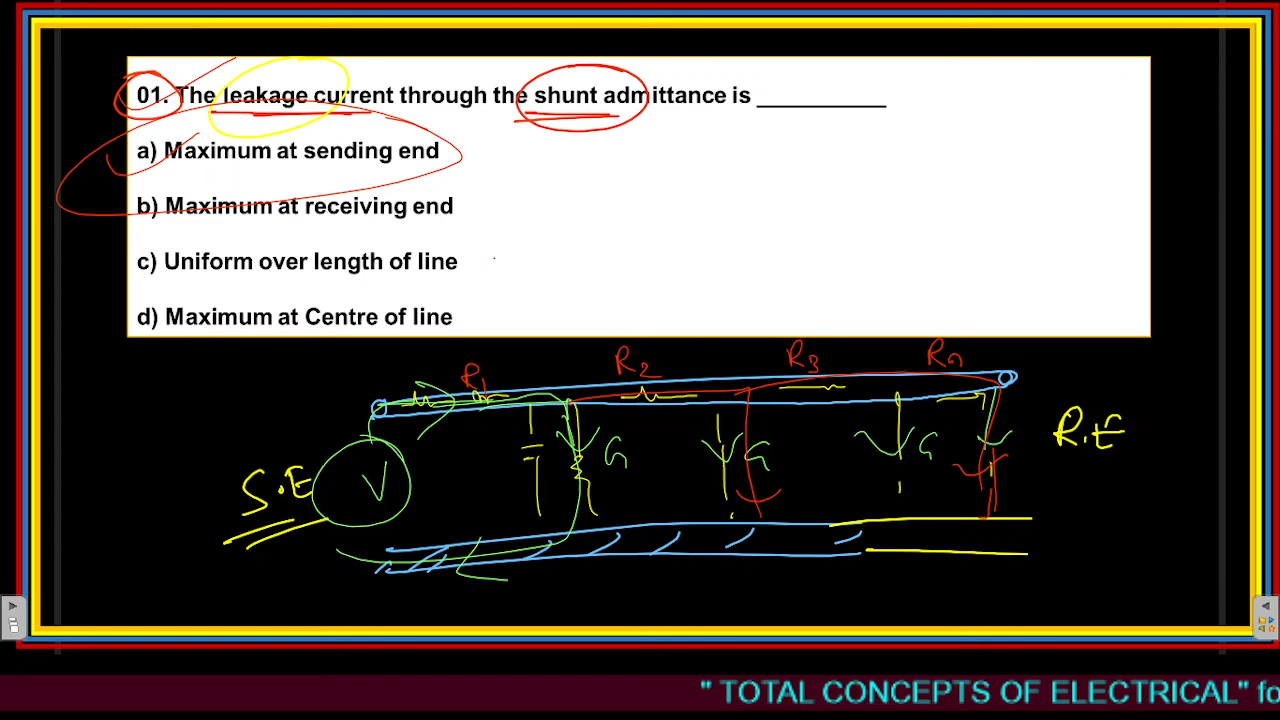 01. The leakage current through the shunt admittance is __________
a) Maximum at sending end
b) Maximum at receiving end
c) Uniform over length of line
d) Maximum at Centre of line
R1 R2 R3 Rn
S.E V G G G R.E
" TOTAL CONCEPTS OF ELECTRICAL" fo